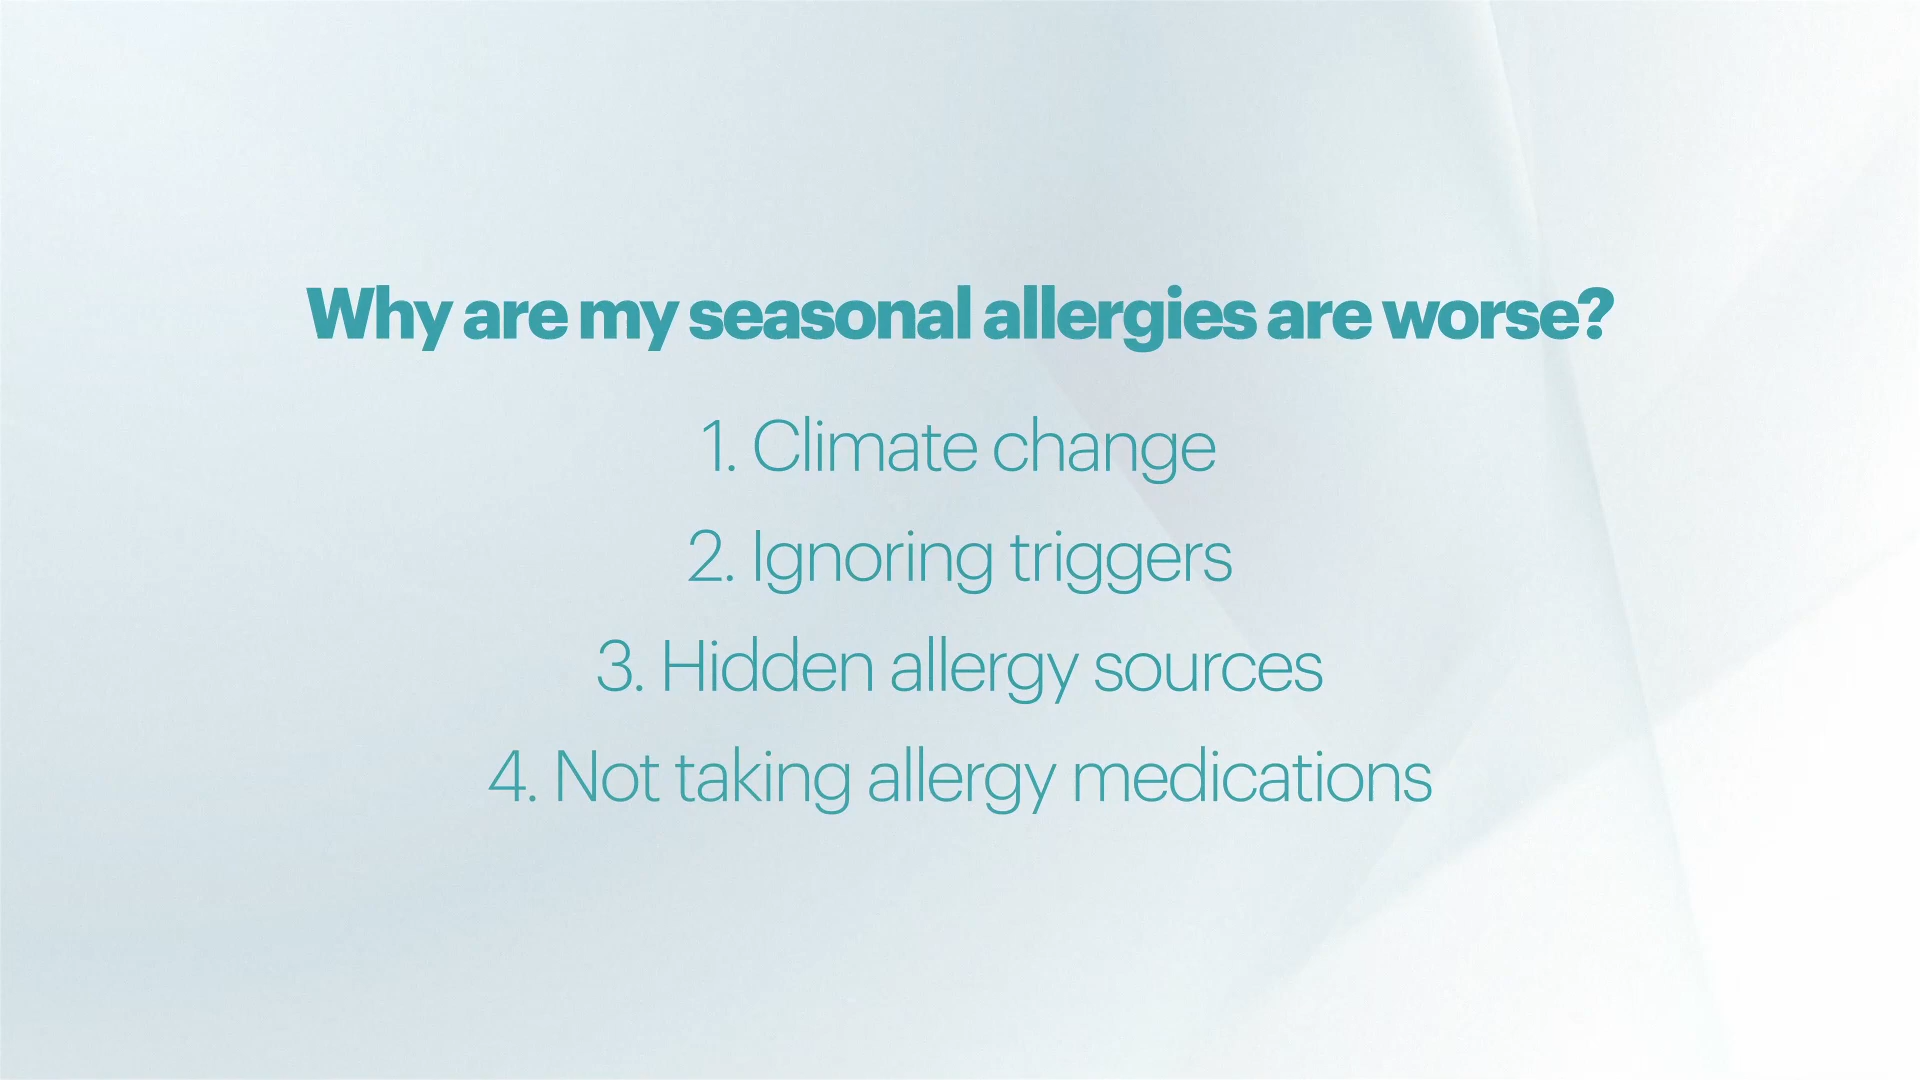 Why are my seasonal allergies are worse?
1. Climate change
2. Ignoring triggers
3. Hidden allergy sources
4. Not taking allergy medications